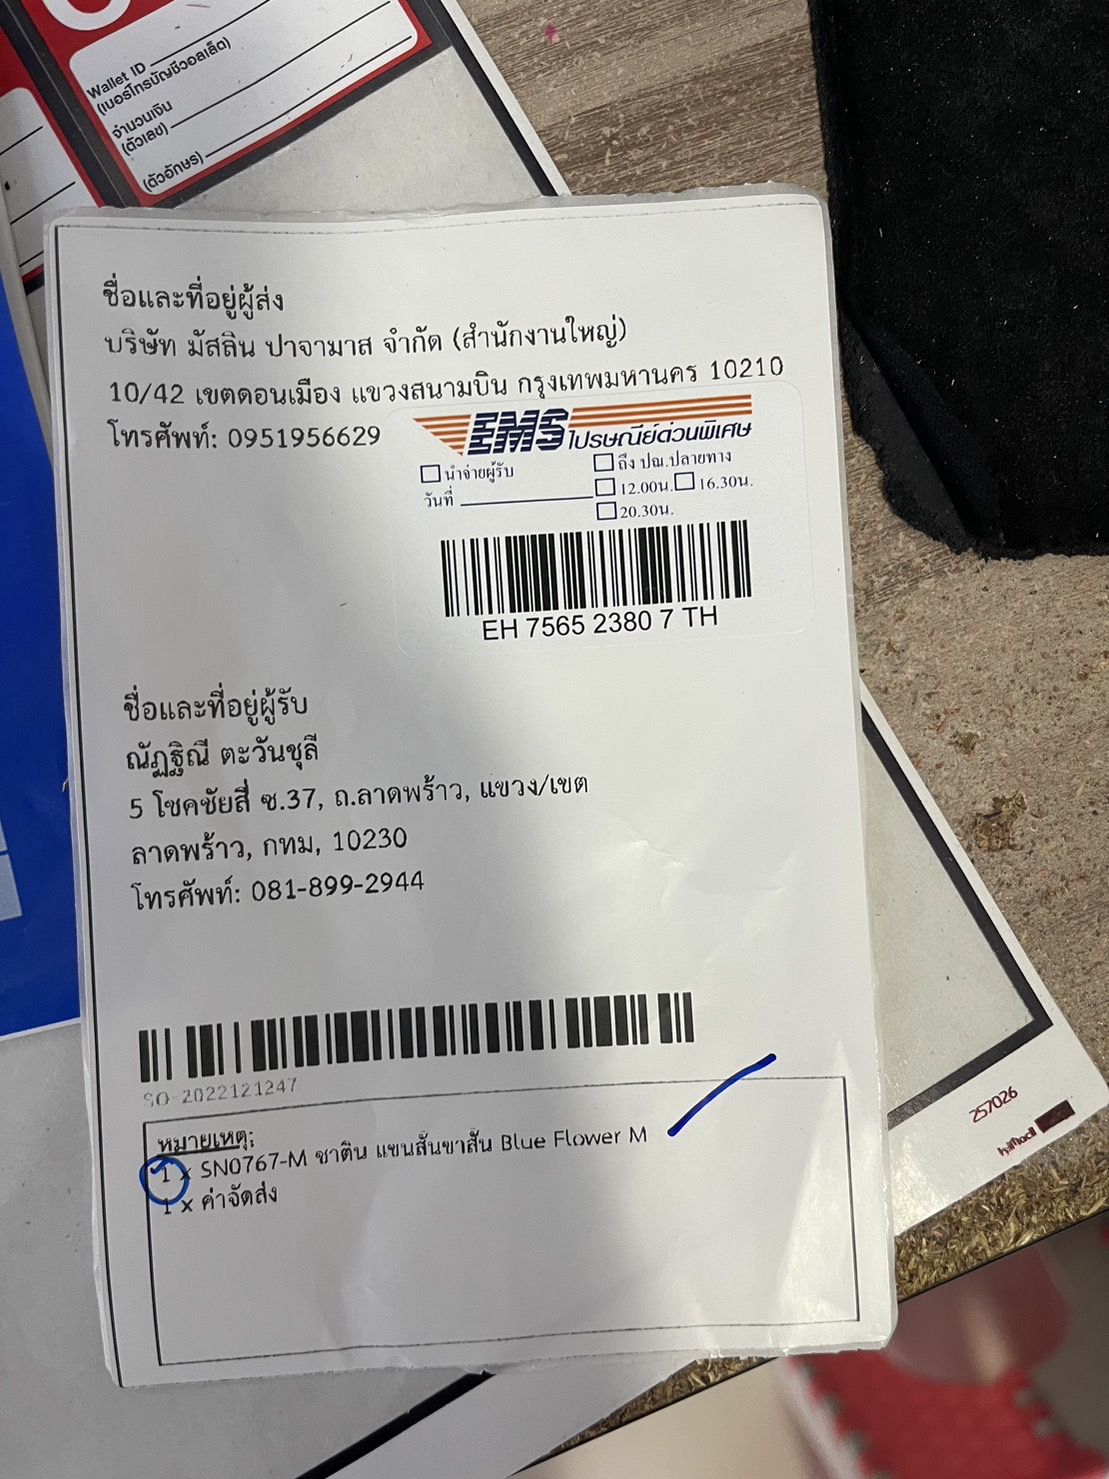 Wallet ID
(เบอร์โทรบัญชีวอลเล็ต)
จำนวนเงิน
(ตัวเลข)
(ตัวอักษร)
ชื่อและที่อยู่ผู้ส่ง
บริษัท มัสลิน ปาจามาส จำกัด (สำนักงานใหญ่)
10/42 เขตดอนเมือง แขวงสนามบิน กรุงเทพมหานคร 10210
โทรศัพท์: 0951956629
EMS ไปรษณีย์ด่วนพิเศษ
นำจ่ายผู้รับ ถึง ปณ.ปลายทาง
วันที่ 12.00น. 16.30น.
20.30น.
EH 7565 2380 7 TH
ชื่อและที่อยู่ผู้รับ
ณัฏฐิณี ตะวันชุลี
5 โชคชัยสี่ ซ.37, ถ.ลาดพร้าว, แขวง/เขต
ลาดพร้าว, กทม, 10230
โทรศัพท์: 081-899-2944
SO-2022121247
หมายเหตุ:
1 x SN0767-M ซาติน แขนสั้นขาสั้น Blue Flower M
1 x ค่าจัดส่ง
257026